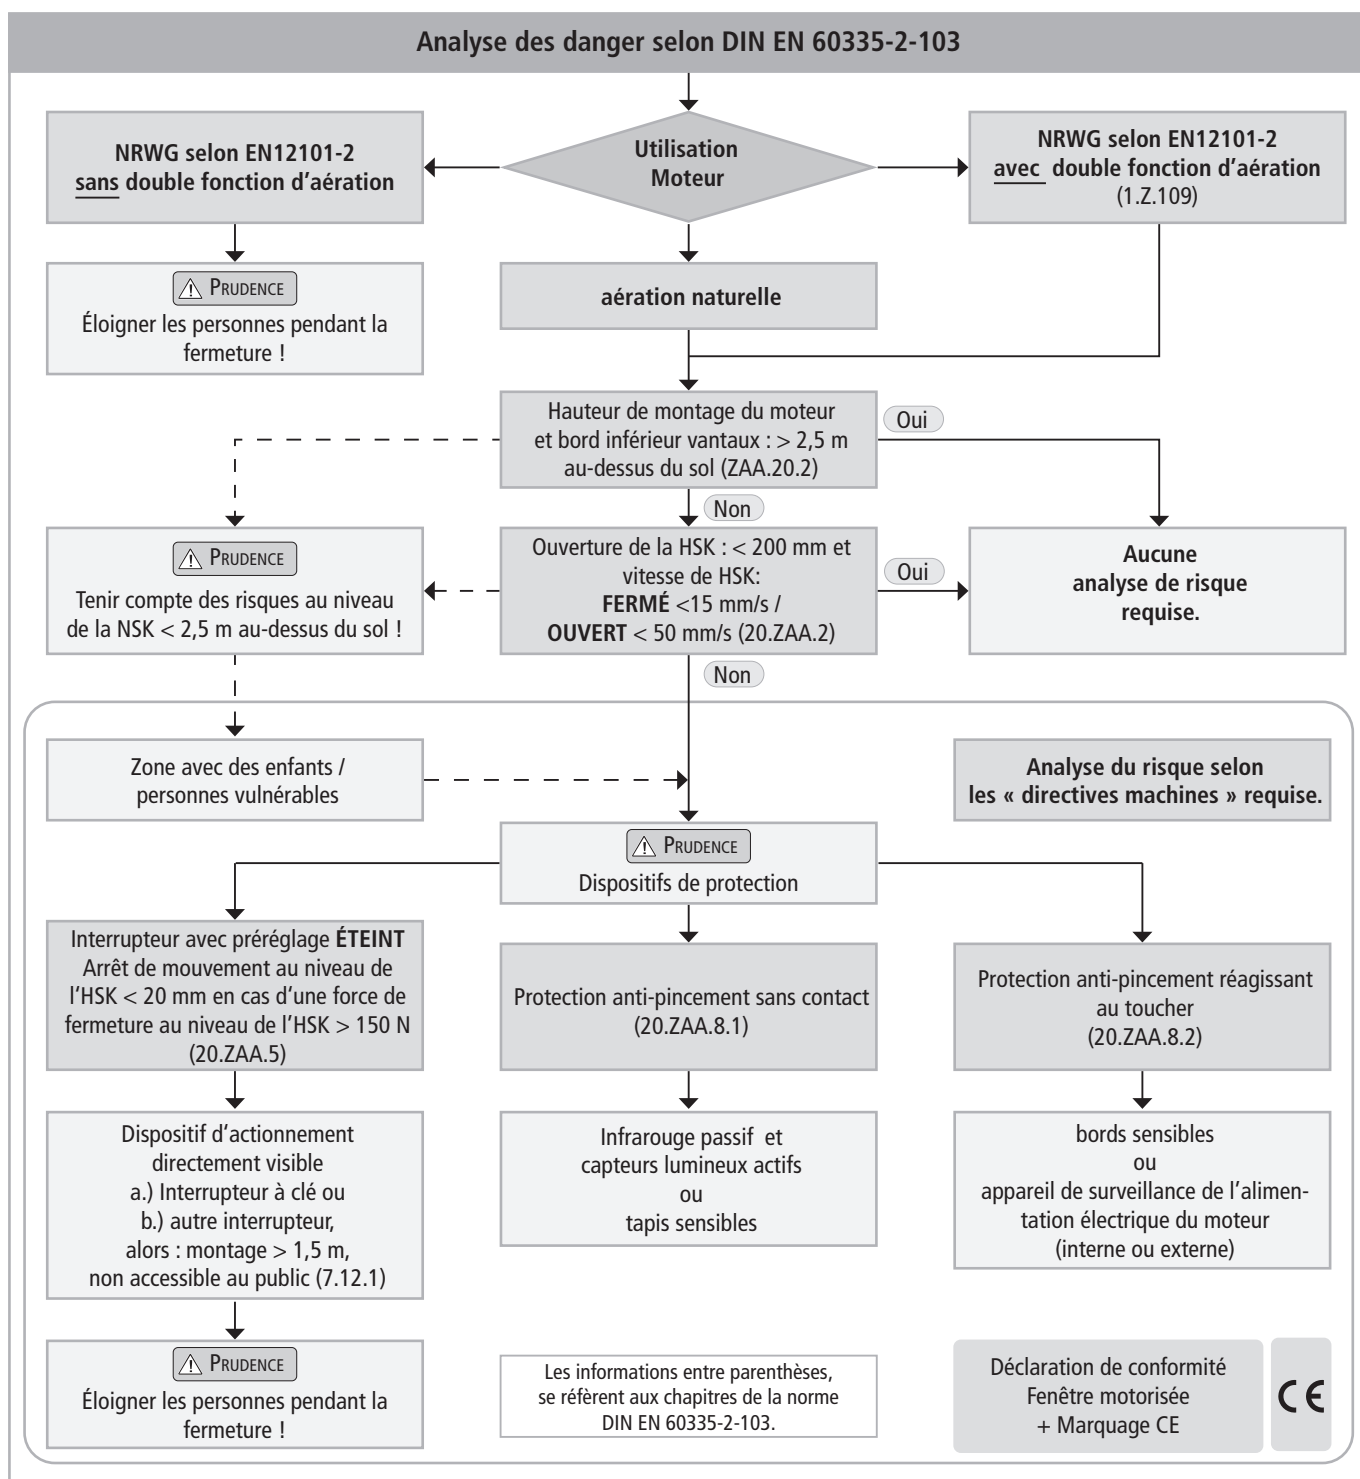 Analyse des danger selon DIN EN 60335-2-103
NRWG selon EN12101-2
sans double fonction d'aération
Utilisation
Moteur
NRWG selon EN12101-2
avec double fonction d'aération
(1.Z.109)
PRUDENCE
Éloigner les personnes pendant la
fermeture !
aération naturelle
Hauteur de montage du moteur
et bord inférieur vantaux : > 2,5 m
au-dessus du sol (ZAA.20.2)
Oui
Non
PRUDENCE
Tenir compte des risques au niveau
de la NSK < 2,5 m au-dessus du sol !
Ouverture de la HSK : < 200 mm et
vitesse de HSK:
FERMÉ <15 mm/s /
OUVERT < 50 mm/s (20.ZAA.2)
Oui
Aucune
analyse de risque
requise.
Non
Zone avec des enfants /
personnes vulnérables
Analyse du risque selon
les « directives machines » requise.
PRUDENCE
Dispositifs de protection
Interrupteur avec préréglage ÉTEINT
Arrêt de mouvement au niveau de
l'HSK < 20 mm en cas d'une force de
fermeture au niveau de l'HSK > 150 N
(20.ZAA.5)
Protection anti-pincement sans contact
(20.ZAA.8.1)
Protection anti-pincement réagissant
au toucher
(20.ZAA.8.2)
Dispositif d'actionnement
directement visible
a.) Interrupteur à clé ou
b.) autre interrupteur,
alors : montage > 1,5 m,
non accessible au public (7.12.1)
Infrarouge passif et
capteurs lumineux actifs
ou
tapis sensibles
bords sensibles
ou
appareil de surveillance de l'alimen-
tation électrique du moteur
(interne ou externe)
PRUDENCE
Éloigner les personnes pendant la
fermeture !
Les informations entre parenthèses,
se réfèrent aux chapitres de la norme
DIN EN 60335-2-103.
Déclaration de conformité
Fenêtre motorisée
+ Marquage CE
CE